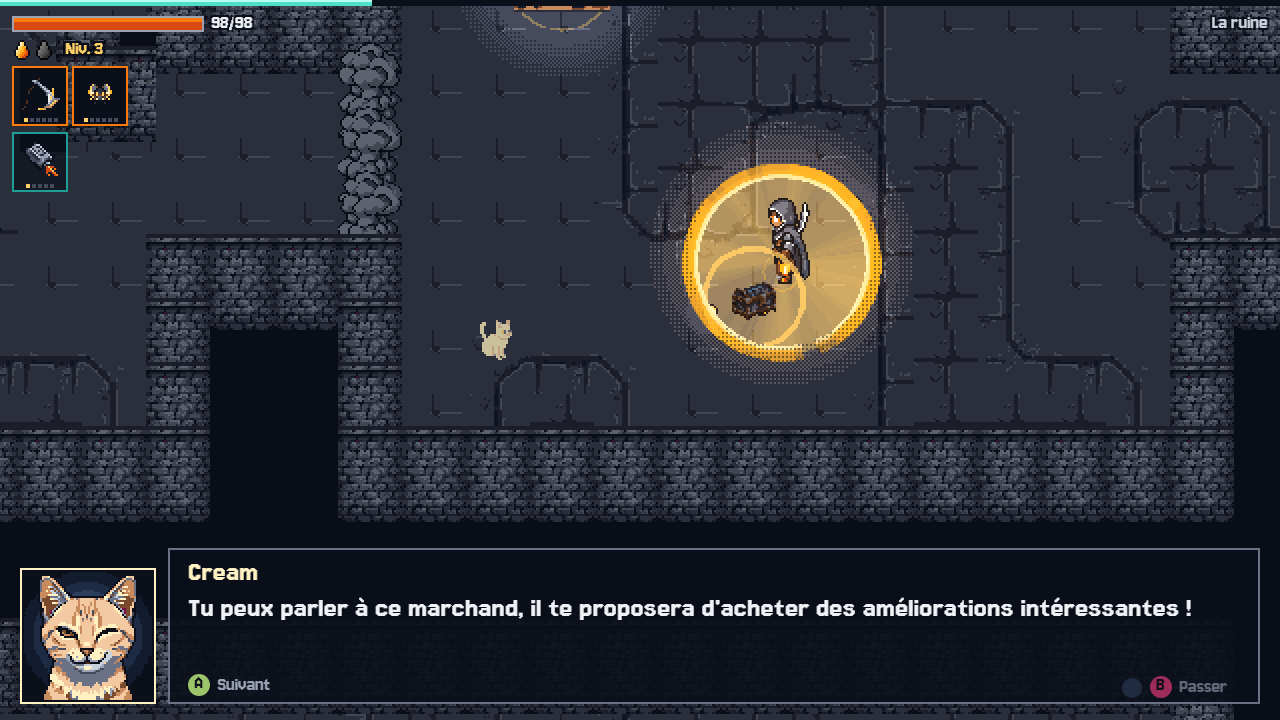 98/98
La ruine
Niv. 3
Cream
Tu peux parler à ce marchand, il te proposera d'acheter des améliorations intéressantes !
A Suivant
B Passer